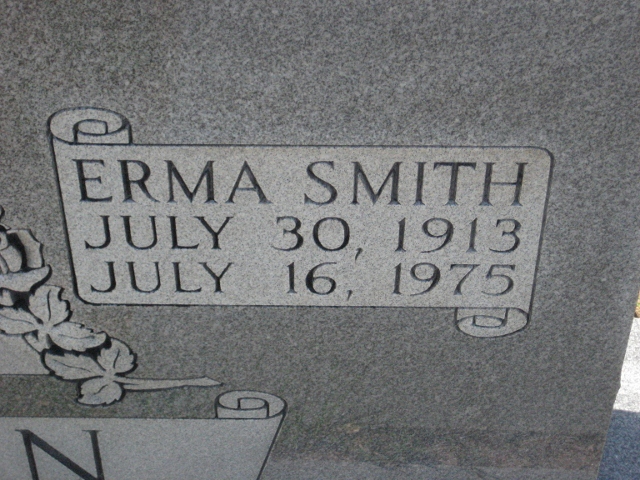 ERMA SMITH
JULY 30, 1913
JULY 16, 1975
N